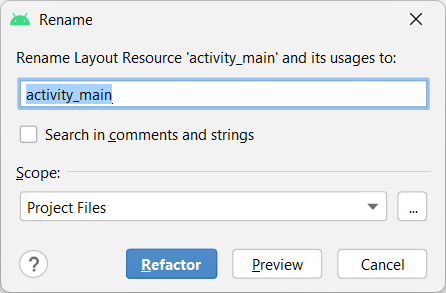 Rename
Rename Layout Resource 'activity_main' and its usages to:
activity_main
Search in comments and strings
Scope:
Project Files
...
?
Refactor
Preview
Cancel